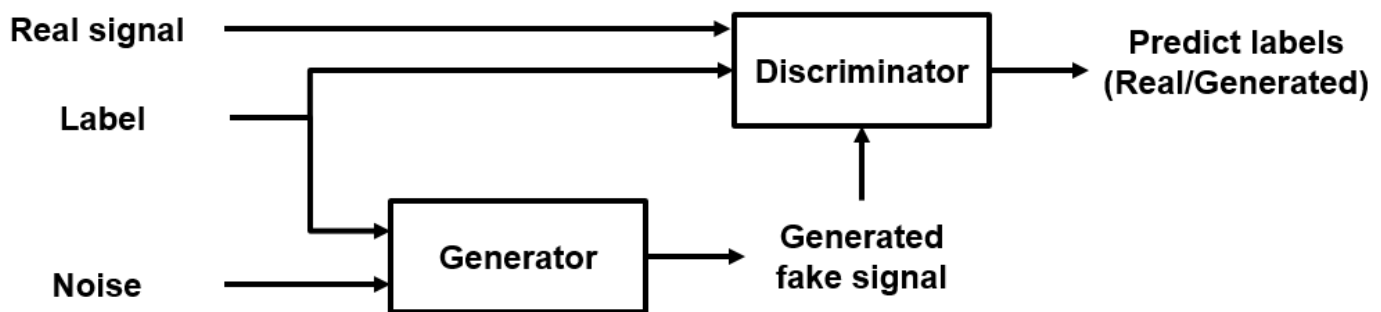 Real signal
Discriminator
Predict labels
(Real/Generated)
Label
Generator
Generated
fake signal
Noise